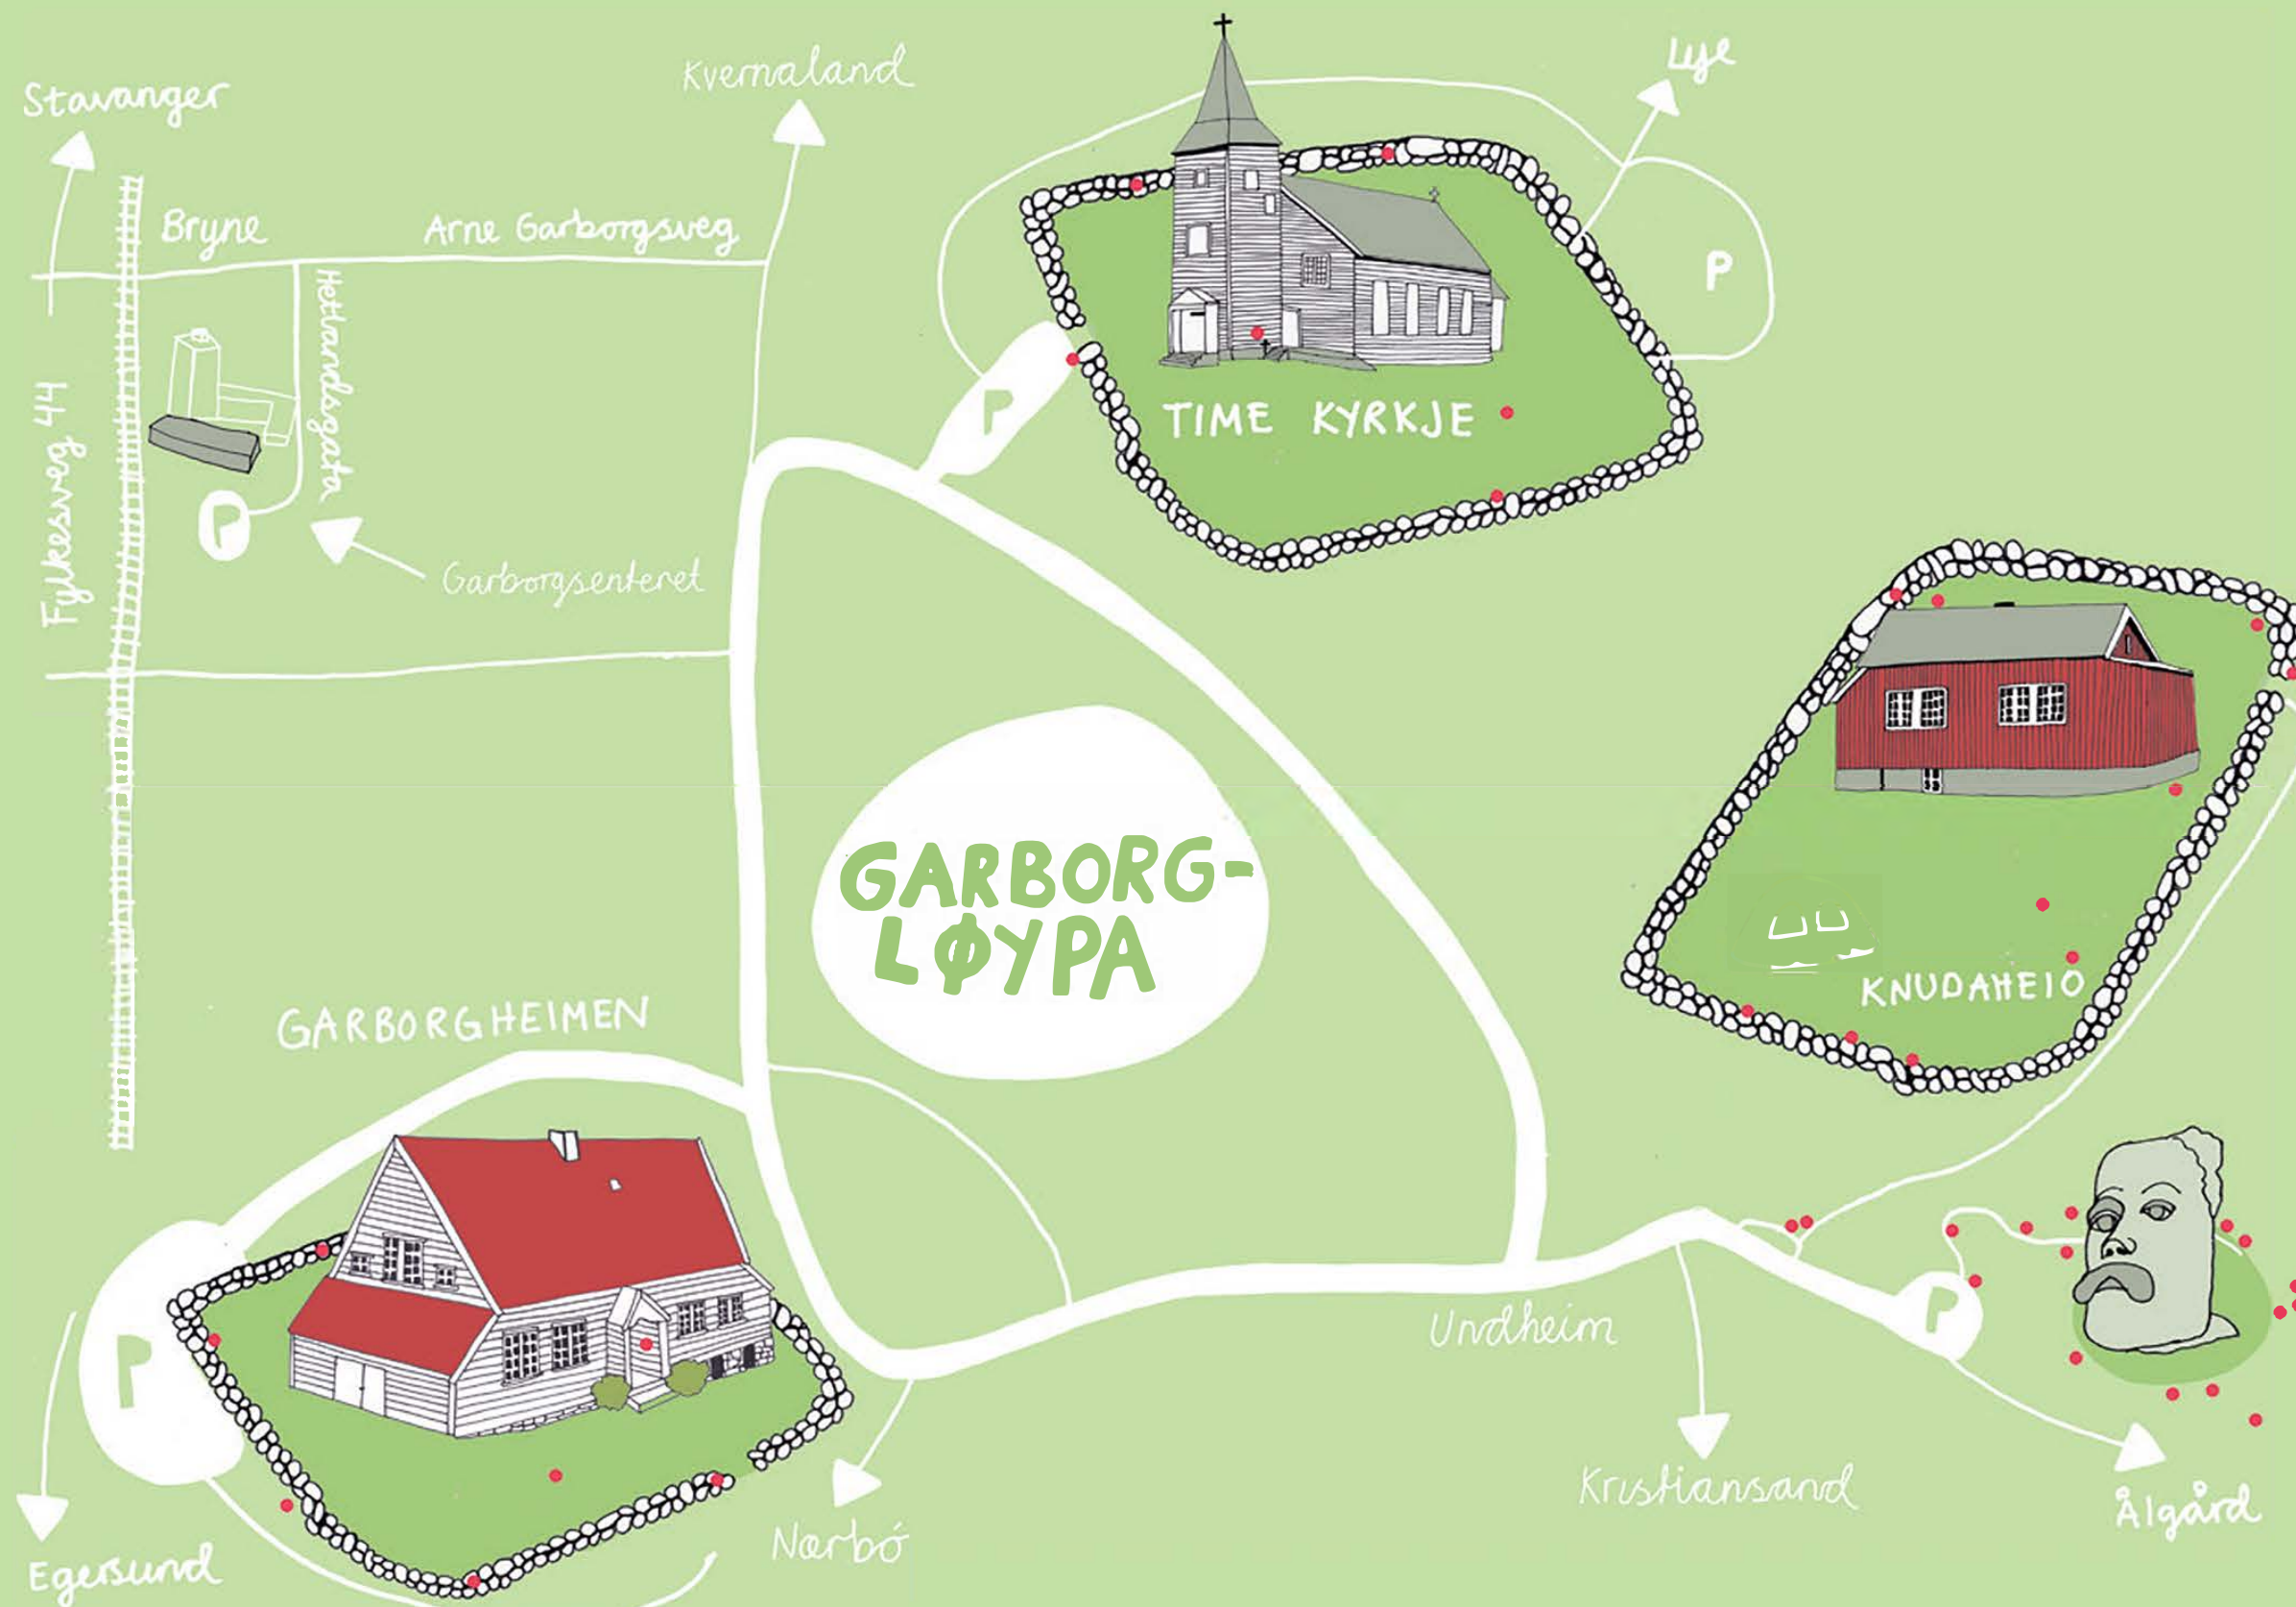 Stavanger
Kvernaland
Lye
Bryne
Arne Garborgsveg
Hetlandsgata
P
P
P
TIME KYRKJE
Fylkesveg 44
Garborgsenteret
GARBORG-
LØYPA
KNUDAHEIO
GARBORGHEIMEN
P
P
Undheim
Kristiansand
Ålgård
Nærbø
Egersund